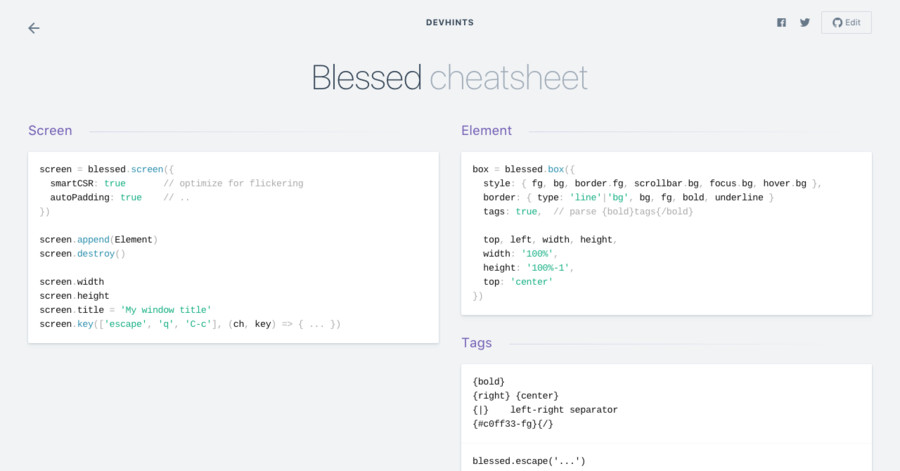 DEVHINTS
Edit
Blessed cheatsheet
Screen
screen = blessed.screen({
  smartCSR: true       // optimize for flickering
  autoPadding: true    // ..
})
screen.append(Element)
screen.destroy()
screen.width
screen.height
screen.title = 'My window title'
screen.key(['escape', 'q', 'C-c'], (ch, key) => { ... })
Element
box = blessed.box({
  style: { fg, bg, border.fg, scrollbar.bg, focus.bg, hover.bg },
  border: { type: 'line'|'bg', bg, fg, bold, underline }
  tags: true,  // parse {bold}tags{/bold}
  top, left, width, height,
  width: '100%',
  height: '100%-1',
  top: 'center'
})
Tags
{bold}
{right} {center}
{|}    left-right separator
{#c0ff33-fg}{/}
blessed.escape('...')